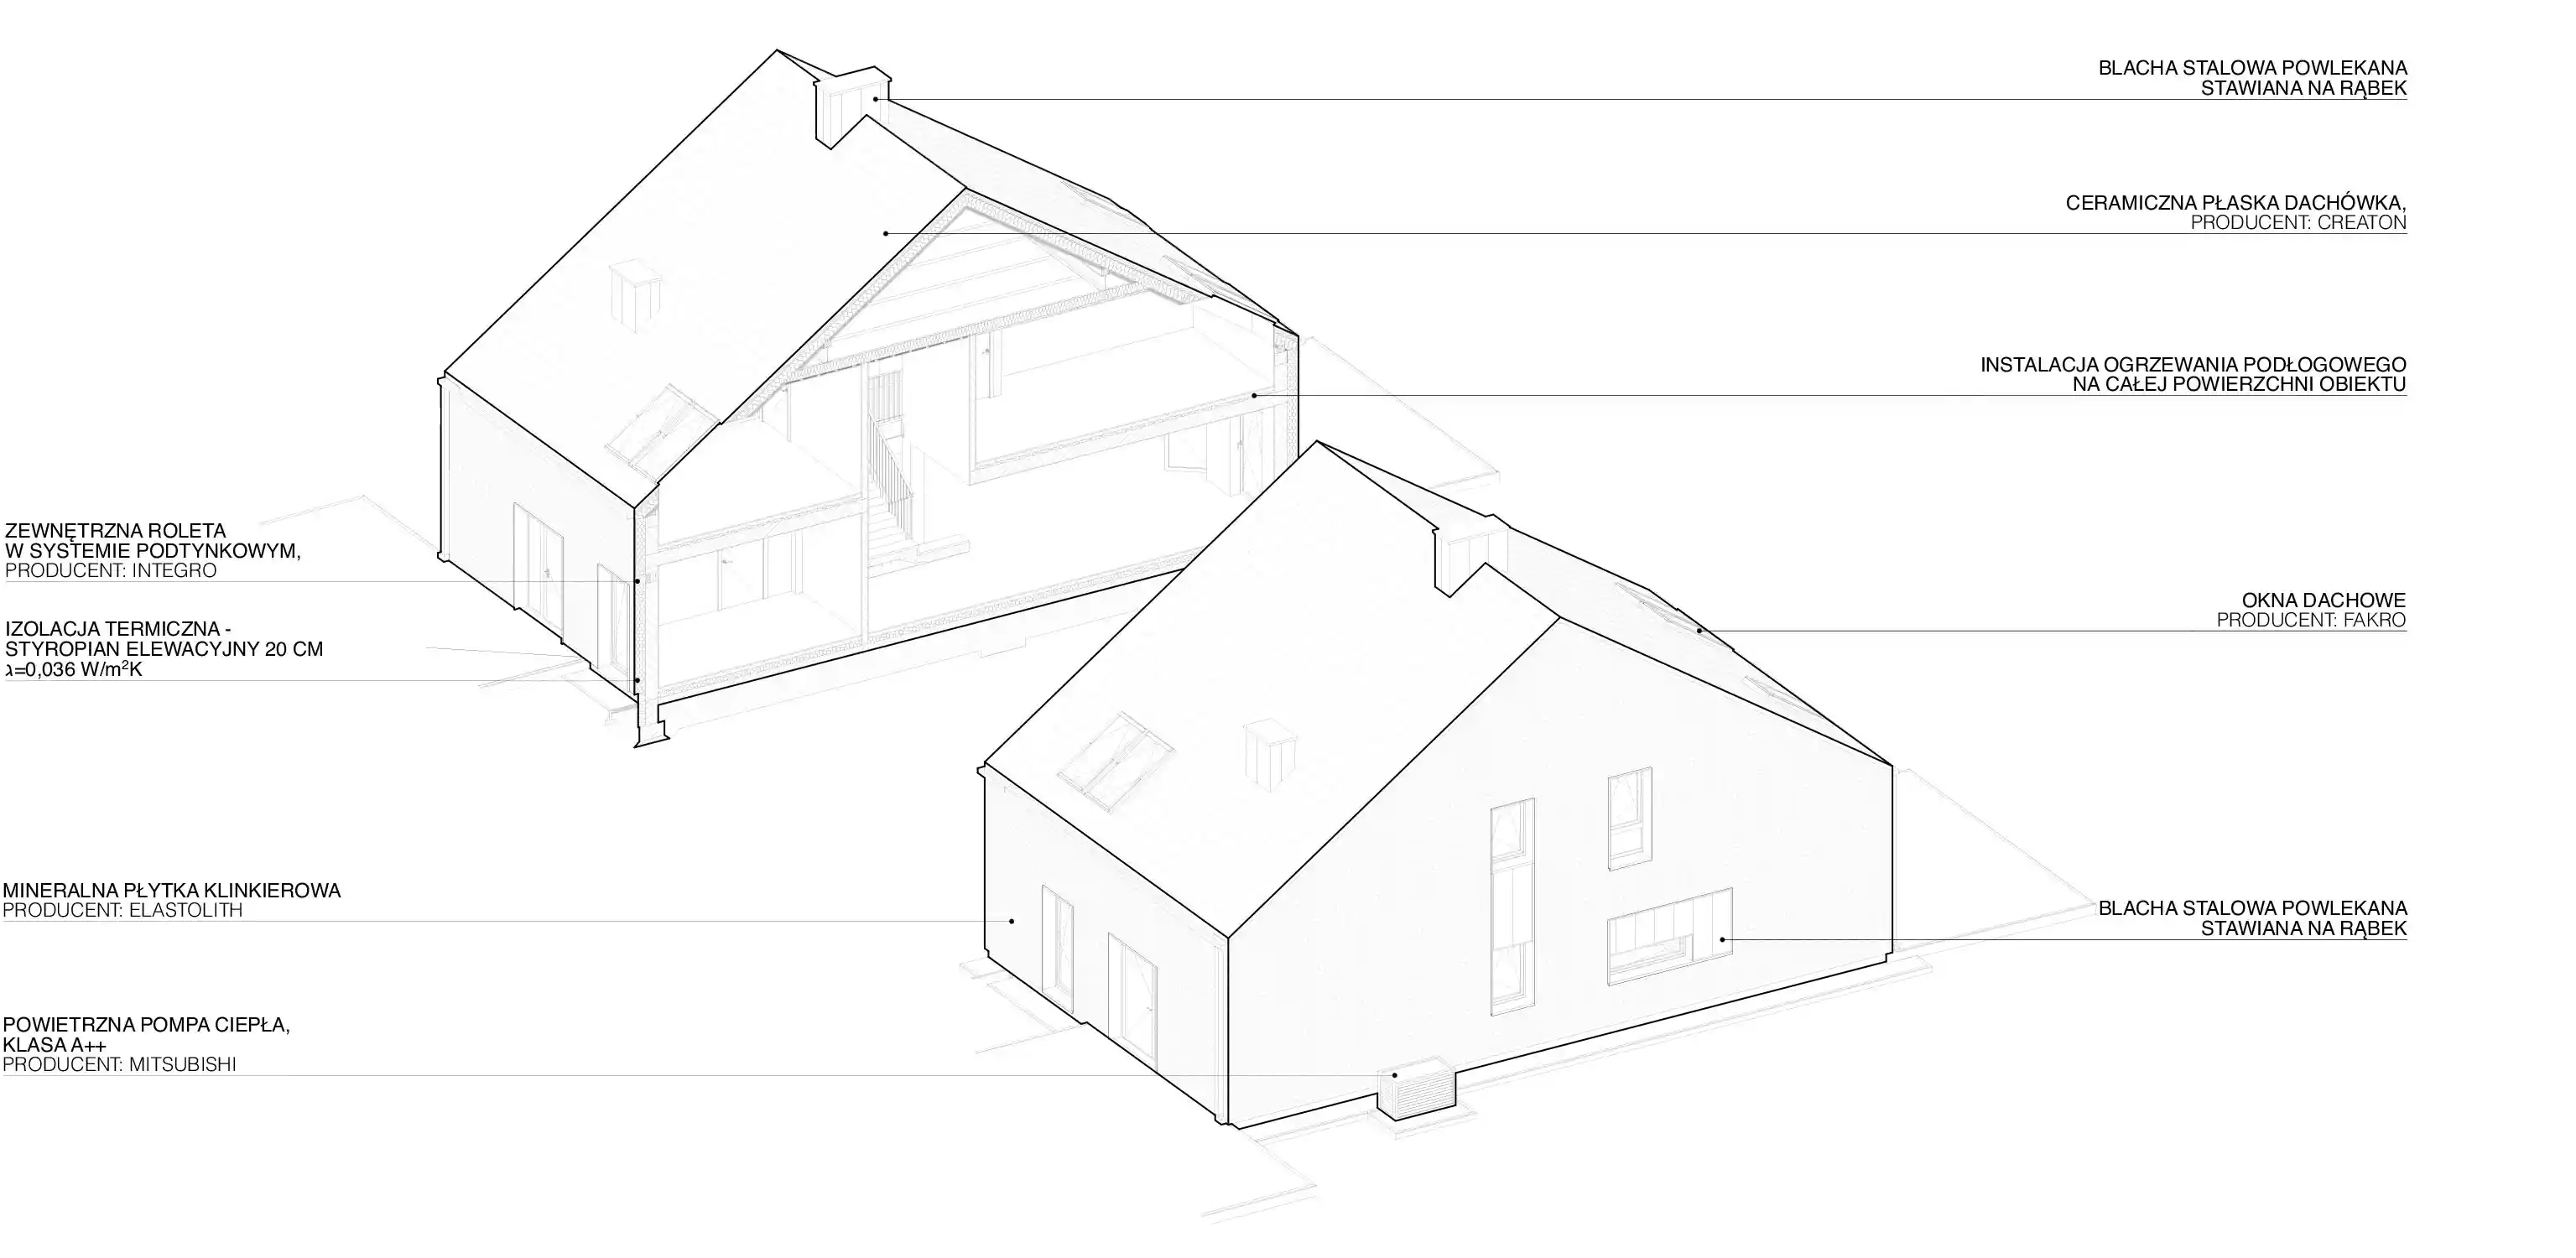 BLACHA STALOWA POWLEKANA
STAWIANA NA RĄBEK
CERAMICZNA PŁASKA DACHÓWKA,
PRODUCENT: CREATON
INSTALACJA OGRZEWANIA PODŁOGOWEGO
NA CAŁEJ POWIERZCHNI OBIEKTU
ZEWNĘTRZNA ROLETA
W SYSTEMIE PODTYNKOWYM,
PRODUCENT: INTEGRO
IZOLACJA TERMICZNA -
STYROPIAN ELEWACYJNY 20 CM
λ=0,036 W/m²K
OKNA DACHOWE
PRODUCENT: FAKRO
MINERALNA PŁYTKA KLINKIEROWA
PRODUCENT: ELASTOLITH
BLACHA STALOWA POWLEKANA
STAWIANA NA RĄBEK
POWIETRZNA POMPA CIEPŁA,
KLASA A++
PRODUCENT: MITSUBISHI